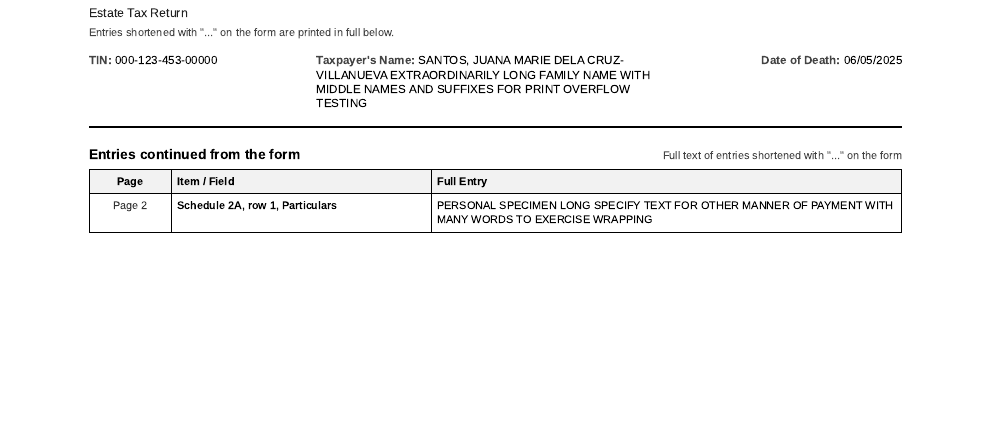 Estate Tax Return
Entries shortened with "..." on the form are printed in full below.
TIN: 000-123-453-00000
Taxpayer's Name: SANTOS, JUANA MARIE DELA CRUZ-
VILLANUEVA EXTRAORDINARILY LONG FAMILY NAME WITH
MIDDLE NAMES AND SUFFIXES FOR PRINT OVERFLOW
TESTING
Date of Death: 06/05/2025
Entries continued from the form
Full text of entries shortened with "..." on the form
Page Item / Field Full Entry
Page 2 Schedule 2A, row 1, Particulars PERSONAL SPECIMEN LONG SPECIFY TEXT FOR OTHER MANNER OF PAYMENT WITH
MANY WORDS TO EXERCISE WRAPPING